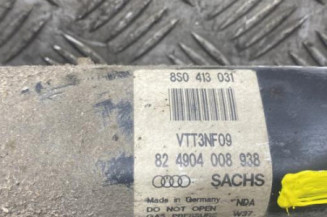 8S0 413 031
VTT3NF09
82 4904 008 938
SACHS
Made in Germany
DO NOT OPEN